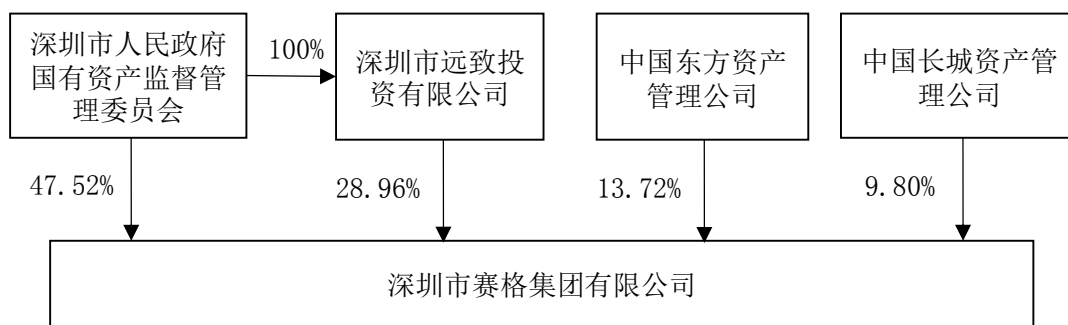 深圳市人民政府
国有资产监督管
理委员会
100%
深圳市远致投
资有限公司
中国东方资产
管理公司
中国长城资产管
理公司
47.52%
28.96%
13.72%
9.80%
深圳市赛格集团有限公司